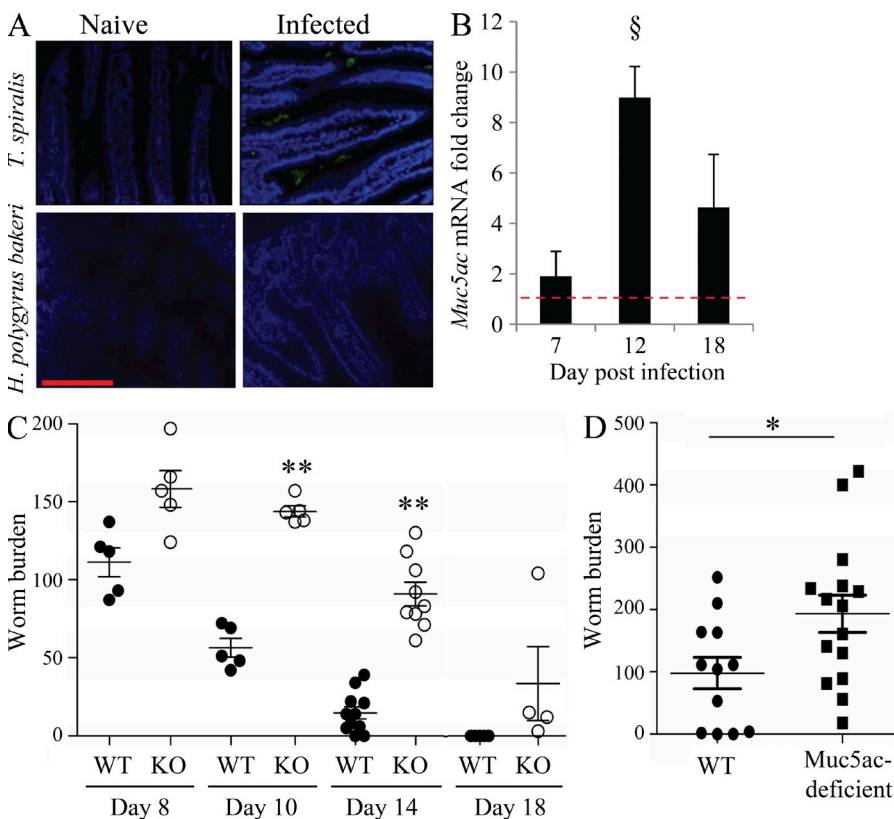 A
Naive
Infected
T. spiralis
H. polygyrus bakeri
B
Muc5ac mRNA fold change
12
10
8
6
4
2
0
§
7 12 18
Day post infection
C
Worm burden
200
150
100
50
0
** **
WT KO WT KO WT KO WT KO
Day 8 Day 10 Day 14 Day 18
D
Worm burden
500
400
300
200
100
0
*
WT
Muc5ac-
deficient